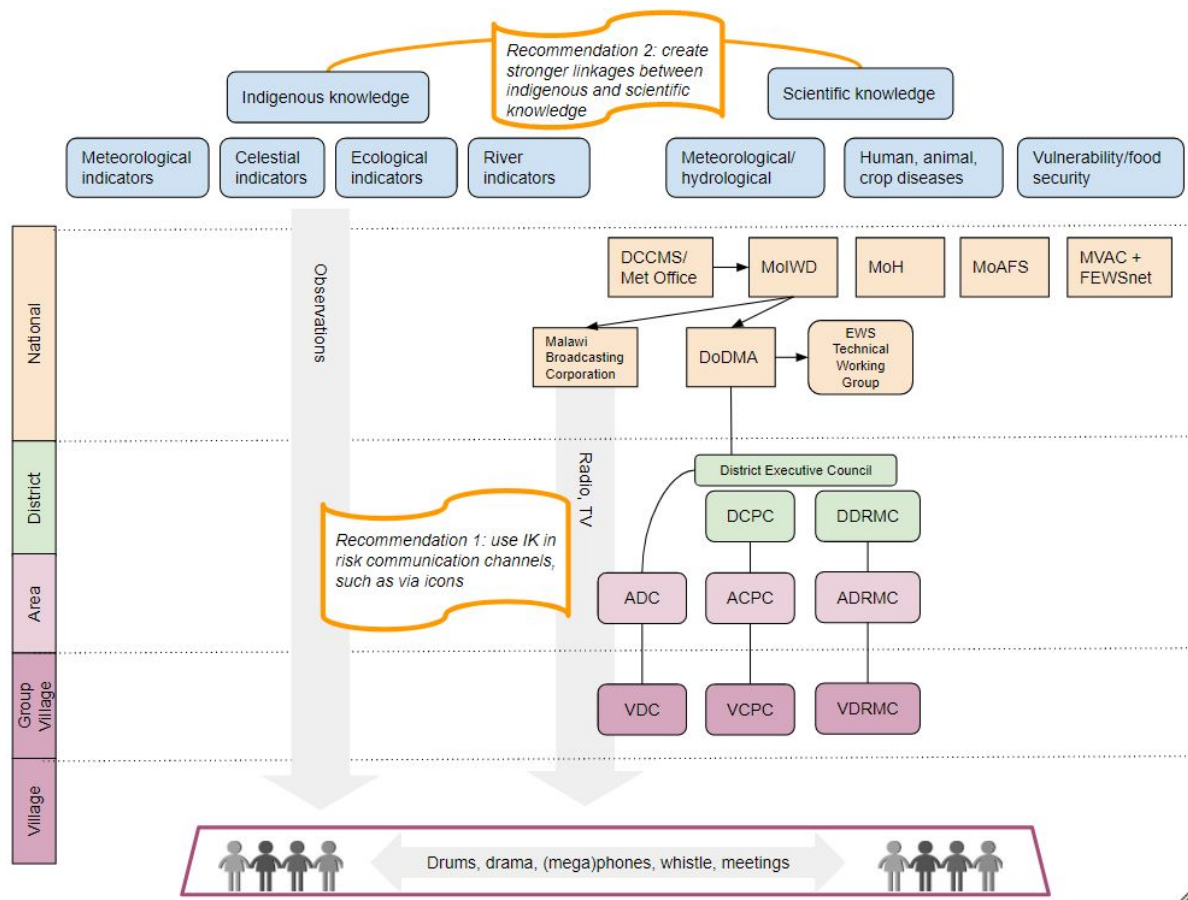 Recommendation 2: create
stronger linkages between
indigenous and scientific
knowledge
Indigenous knowledge
Scientific knowledge
Meteorological
indicators
Celestial
indicators
Ecological
indicators
River
indicators
Meteorological/
hydrological
Human, animal,
crop diseases
Vulnerability/food
security
National
Observations
DCCMS/
Met Office
MoIWD
MoH
MoAFS
MVAC +
FEWSnet
Malawi
Broadcasting
Corporation
DoDMA
EWS
Technical
Working
Group
District
Radio, TV
District Executive Council
DCPC
DDRMC
Recommendation 1: use IK in
risk communication channels,
such as via icons
Area
ADC
ACPC
ADRMC
Group
Village
VDC
VCPC
VDRMC
Village
Drums, drama, (mega)phones, whistle, meetings